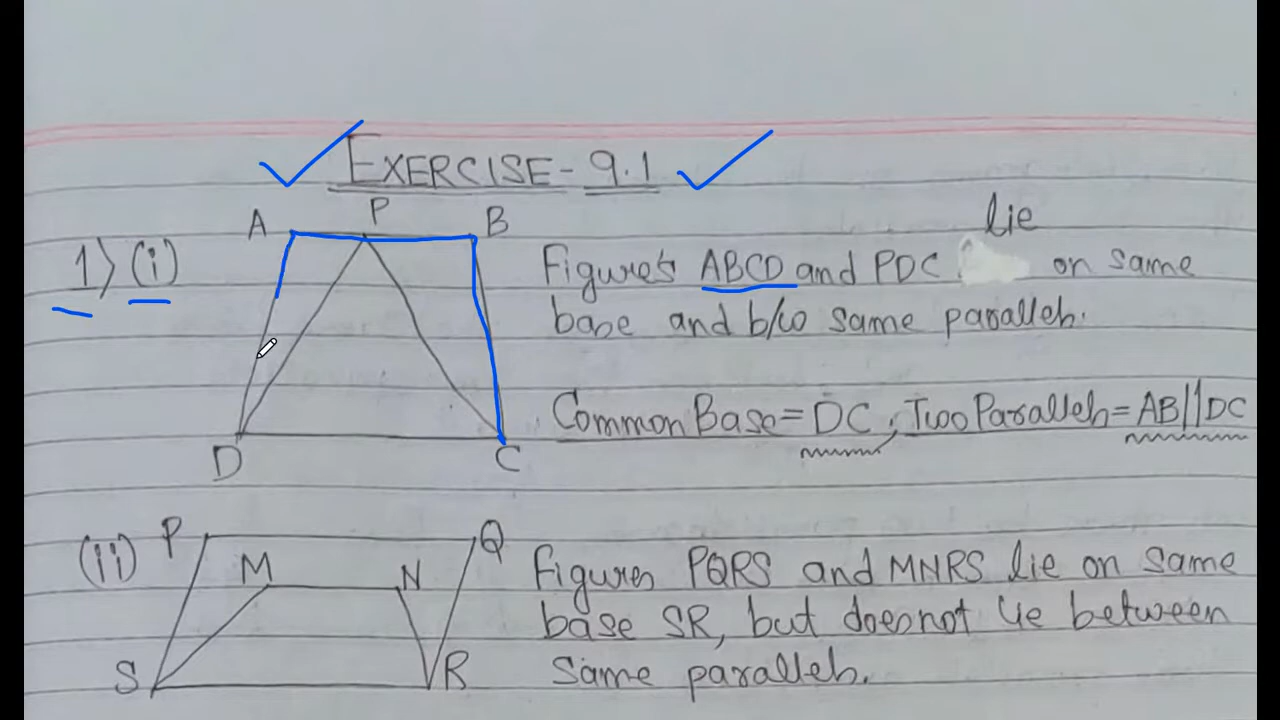 EXERCISE-9.1
A P B
D C
1) (i)
lie
Figures ABCD and PDC on same
base and b/w same parallels.
Common Base = DC, Two Parallels = AB||DC
(ii)
P Q
M N
S R
Figures PQRS and MNRS lie on same
base SR, but doesnot lie between
same parallels.